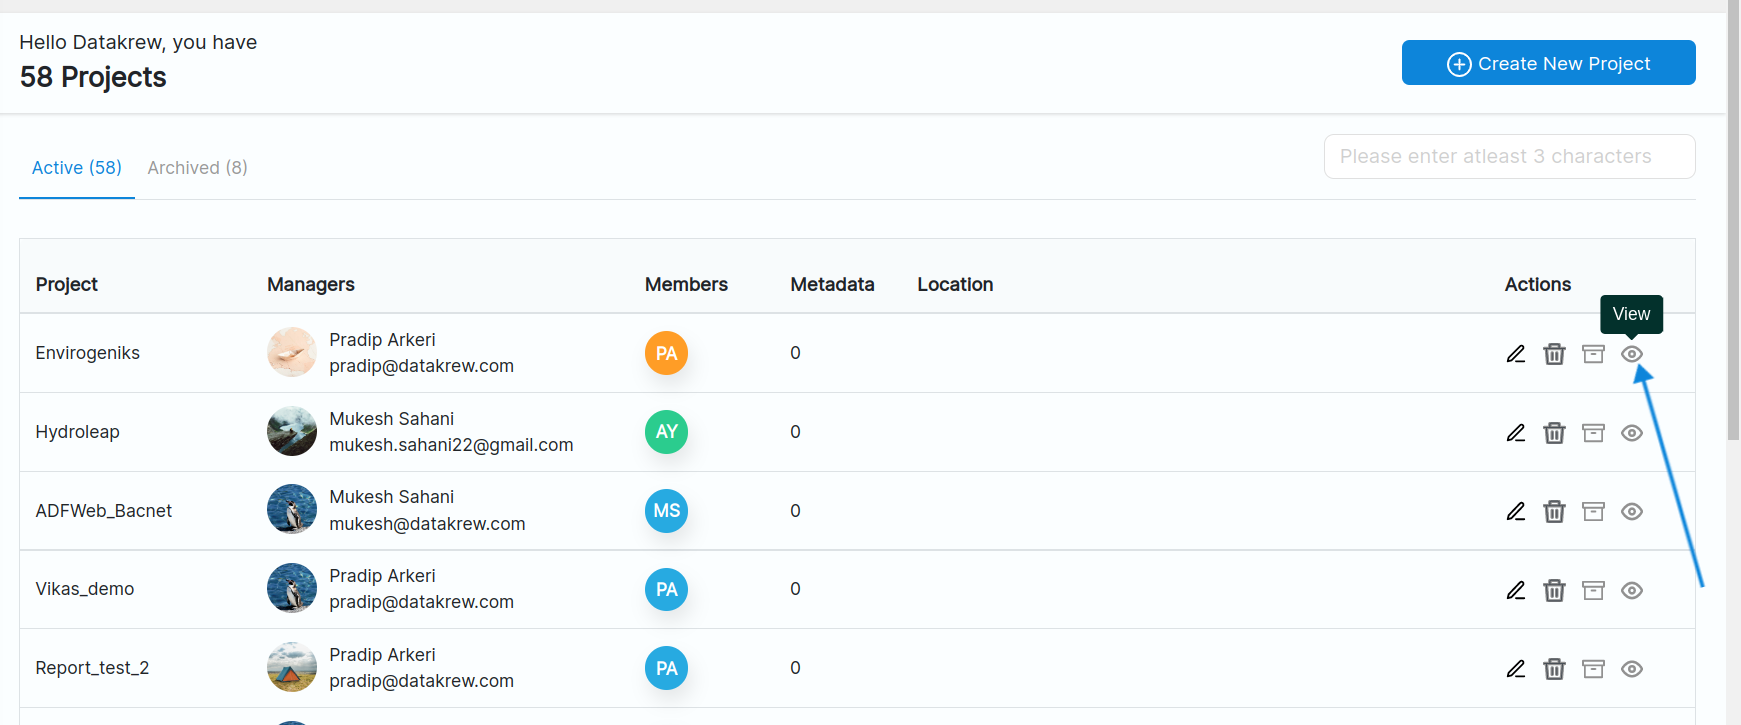 Hello Datakrew, you have
58 Projects
Create New Project
Active (58) Archived (8)
Please enter atleast 3 characters
Project Managers Members Metadata Location Actions
View
Envirogeniks Pradip Arkeri PA 0
pradip@datakrew.com
Hydroleap Mukesh Sahani AY 0
mukesh.sahani22@gmail.com
ADFWeb_Bacnet Mukesh Sahani MS 0
mukesh@datakrew.com
Vikas_demo Pradip Arkeri PA 0
pradip@datakrew.com
Report_test_2 Pradip Arkeri PA 0
pradip@datakrew.com